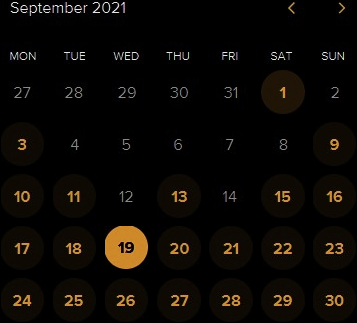 September 2021
MON TUE WED THU FRI SAT SUN
27 28 29 30 31 1 2
3 4 5 6 7 8 9
10 11 12 13 14 15 16
17 18 19 20 21 22 23
24 25 26 27 28 29 30